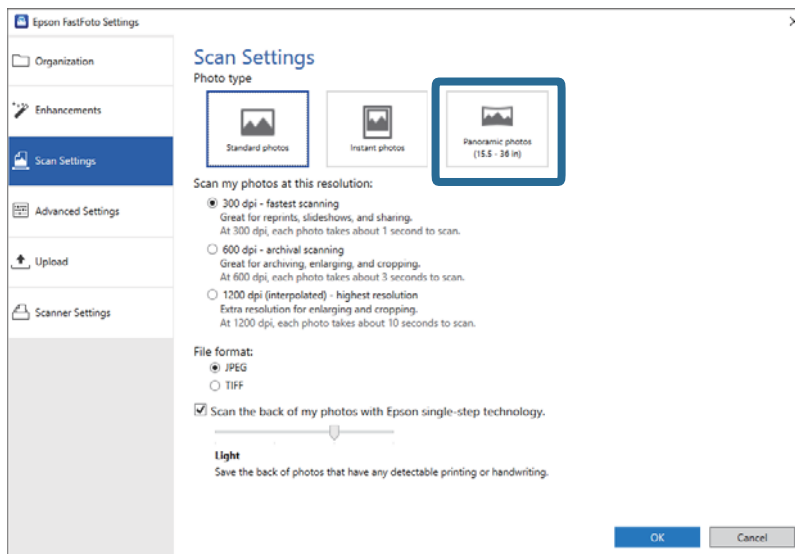 Epson FastFoto Settings
Organization
Enhancements
Scan Settings
Advanced Settings
Upload
Scanner Settings
Scan Settings
Photo type
Standard photos
Instant photos
Panoramic photos
(15.5 - 36 in)
Scan my photos at this resolution:
300 dpi - fastest scanning
Great for reprints, slideshows, and sharing.
At 300 dpi, each photo takes about 1 second to scan.
600 dpi - archival scanning
Great for archiving, enlarging, and cropping.
At 600 dpi, each photo takes about 3 seconds to scan.
1200 dpi (interpolated) - highest resolution
Extra resolution for enlarging and cropping.
At 1200 dpi, each photo takes about 10 seconds to scan.
File format:
JPEG
TIFF
Scan the back of my photos with Epson single-step technology.
Light
Save the back of photos that have any detectable printing or handwriting.
OK
Cancel